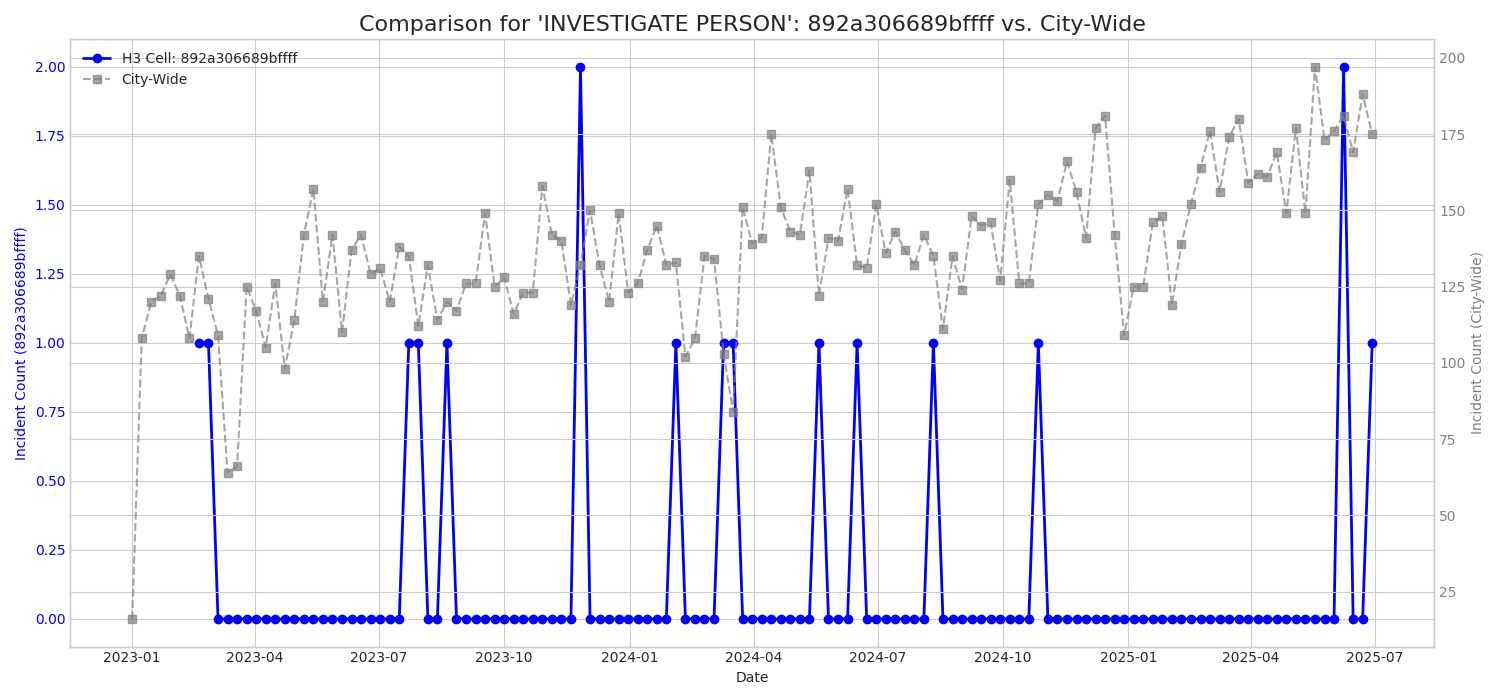 Comparison for 'INVESTIGATE PERSON': 892a306689bffff vs. City-Wide
H3 Cell: 892a306689bffff
City-Wide
2.00
1.75
1.50
1.25
1.00
0.75
0.50
0.25
0.00
Incident Count (892a306689bffff)
200
175
150
125
100
75
50
25
Incident Count (City-Wide)
2023-01 2023-04 2023-07 2023-10 2024-01 2024-04 2024-07 2024-10 2025-01 2025-04 2025-07
Date